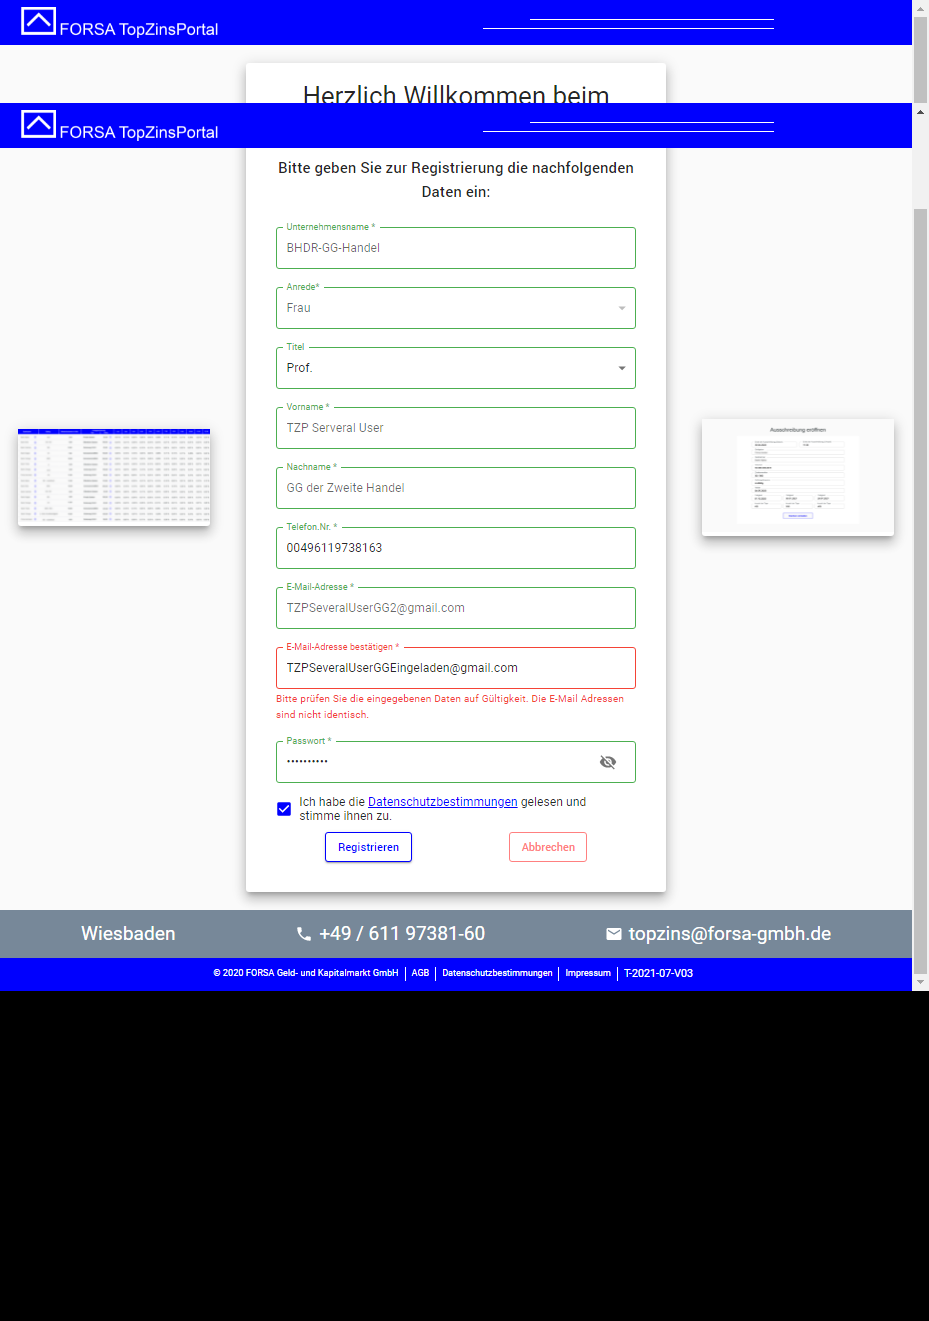 FORSA TopZinsPortal
Herzlich Willkommen beim
FORSA TopZinsPortal
Bitte geben Sie zur Registrierung die nachfolgenden
Daten ein:
Unternehmensname *
BHDR-GG-Handel
Anrede*
Frau
Titel
Prof.
Vorname *
TZP Serveral User
Nachname *
GG der Zweite Handel
Telefon.Nr. *
00496119738163
E-Mail-Adresse *
TZPSeveralUserGG2@gmail.com
E-Mail-Adresse bestätigen *
TZPSeveralUserGGEingeladen@gmail.com
Bitte prüfen Sie die eingegebenen Daten auf Gültigkeit. Die E-Mail Adressen
sind nicht identisch.
Passwort *
••••••••••
Ich habe die Datenschutzbestimmungen gelesen und
stimme ihnen zu.
Registrieren
Abbrechen
Ausschreibung eröffnen
Wiesbaden
+49 / 611 97381-60
topzins@forsa-gmbh.de
© 2020 FORSA Geld- und Kapitalmarkt GmbH | AGB | Datenschutzbestimmungen | Impressum | T-2021-07-V03